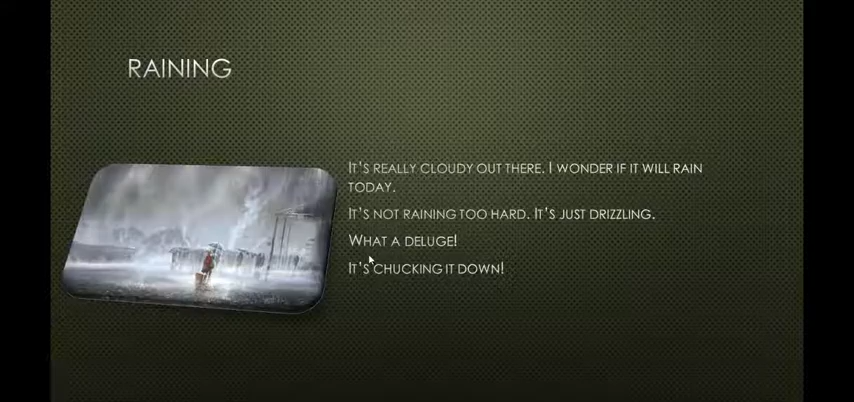 RAINING
IT'S REALLY CLOUDY OUT THERE. I WONDER IF IT WILL RAIN
TODAY.
IT'S NOT RAINING TOO HARD. IT'S JUST DRIZZLING.
WHAT A DELUGE!
IT'S CHUCKING IT DOWN!